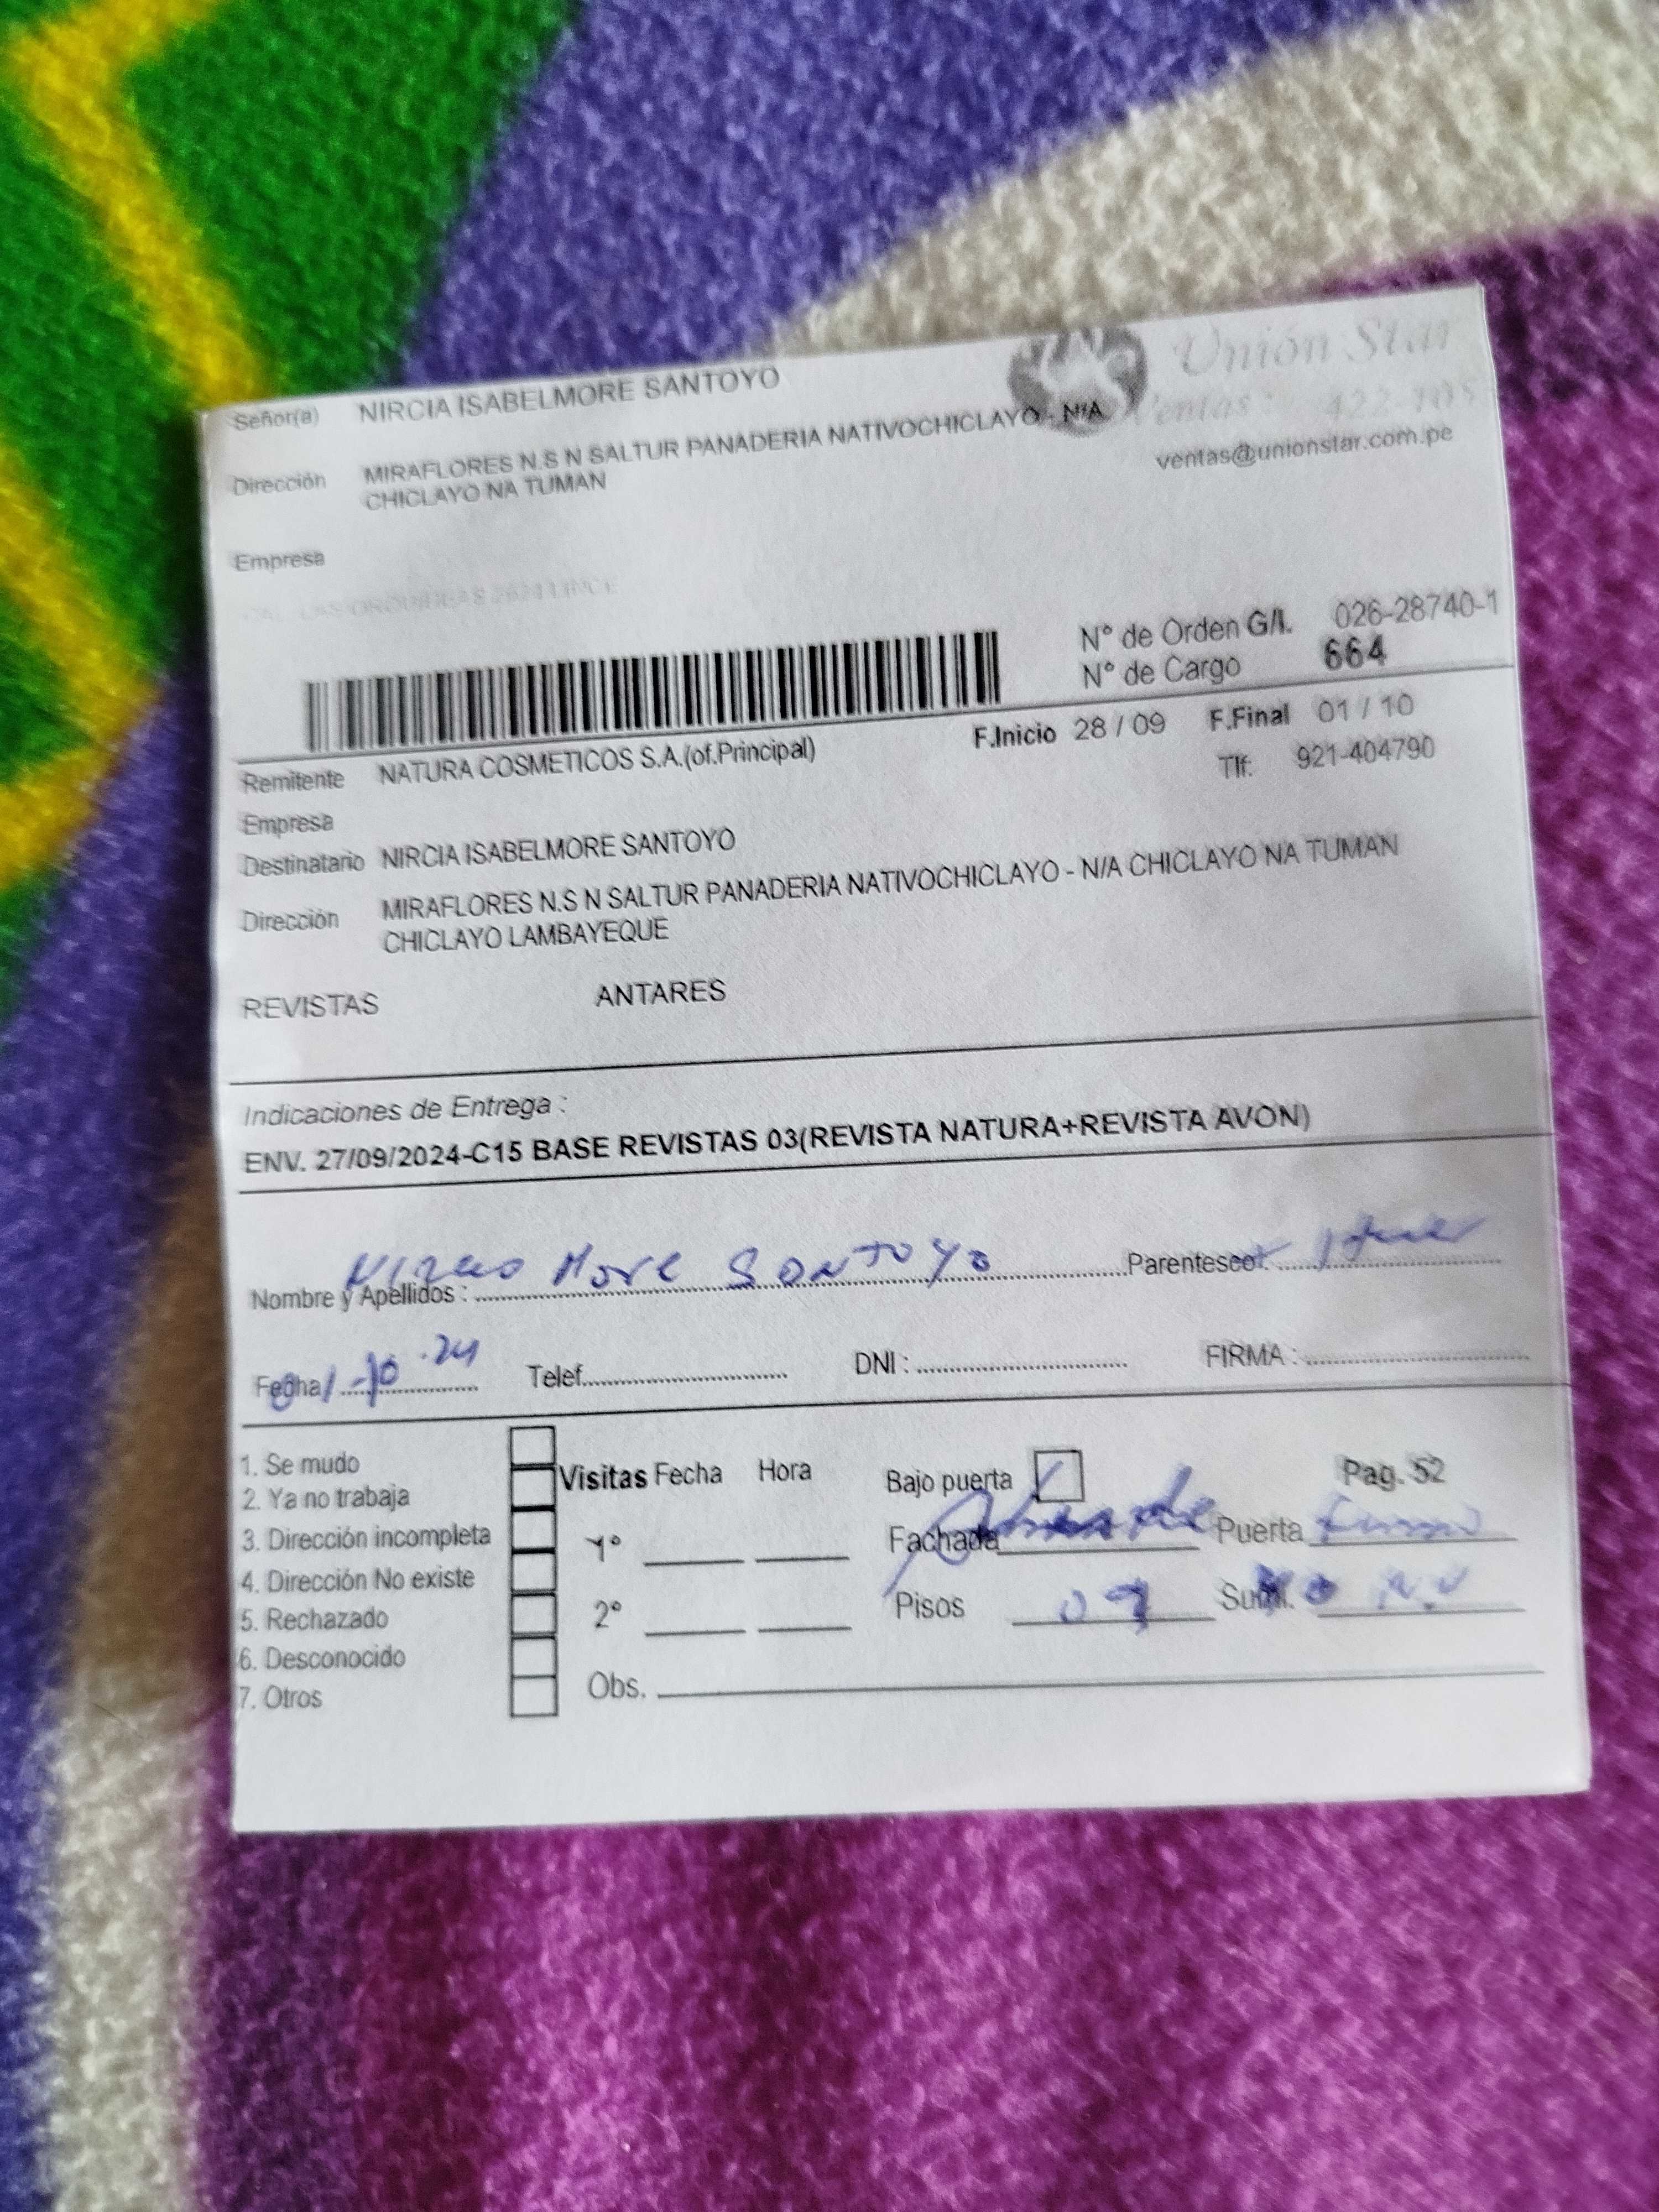 Señor(a) NIRCIA ISABELMORE SANTOYO
Unión Star
Ventas: 422-105
ventas@unionstar.com.pe
Dirección MIRAFLORES N.S N SALTUR PANADERIA NATIVOCHICLAYO - N/A
CHICLAYO NA TUMAN
Empresa
N° de Orden G/I. 026-28740-1
N° de Cargo 664
F.Inicio 28 / 09 F.Final 01 / 10
Remitente NATURA COSMETICOS S.A.(of.Principal)
Tlf: 921-404790
Empresa
Destinatario NIRCIA ISABELMORE SANTOYO
Dirección MIRAFLORES N.S N SALTUR PANADERIA NATIVOCHICLAYO - N/A CHICLAYO NA TUMAN
CHICLAYO LAMBAYEQUE
REVISTAS ANTARES
Indicaciones de Entrega :
ENV. 27/09/2024-C15 BASE REVISTAS 03(REVISTA NATURA+REVISTA AVON)
Nombre y Apellidos : More Santoyo Parentesco:
Fecha 01-10-24 Telef. DNI : FIRMA :
1. Se mudo
2. Ya no trabaja
3. Dirección incompleta
4. Dirección No existe
5. Rechazado
6. Desconocido
7. Otros
Visitas Fecha Hora
1°
2°
Obs.
Bajo puerta Pag. 52
Fachada Puerta
Pisos 01 Sum.